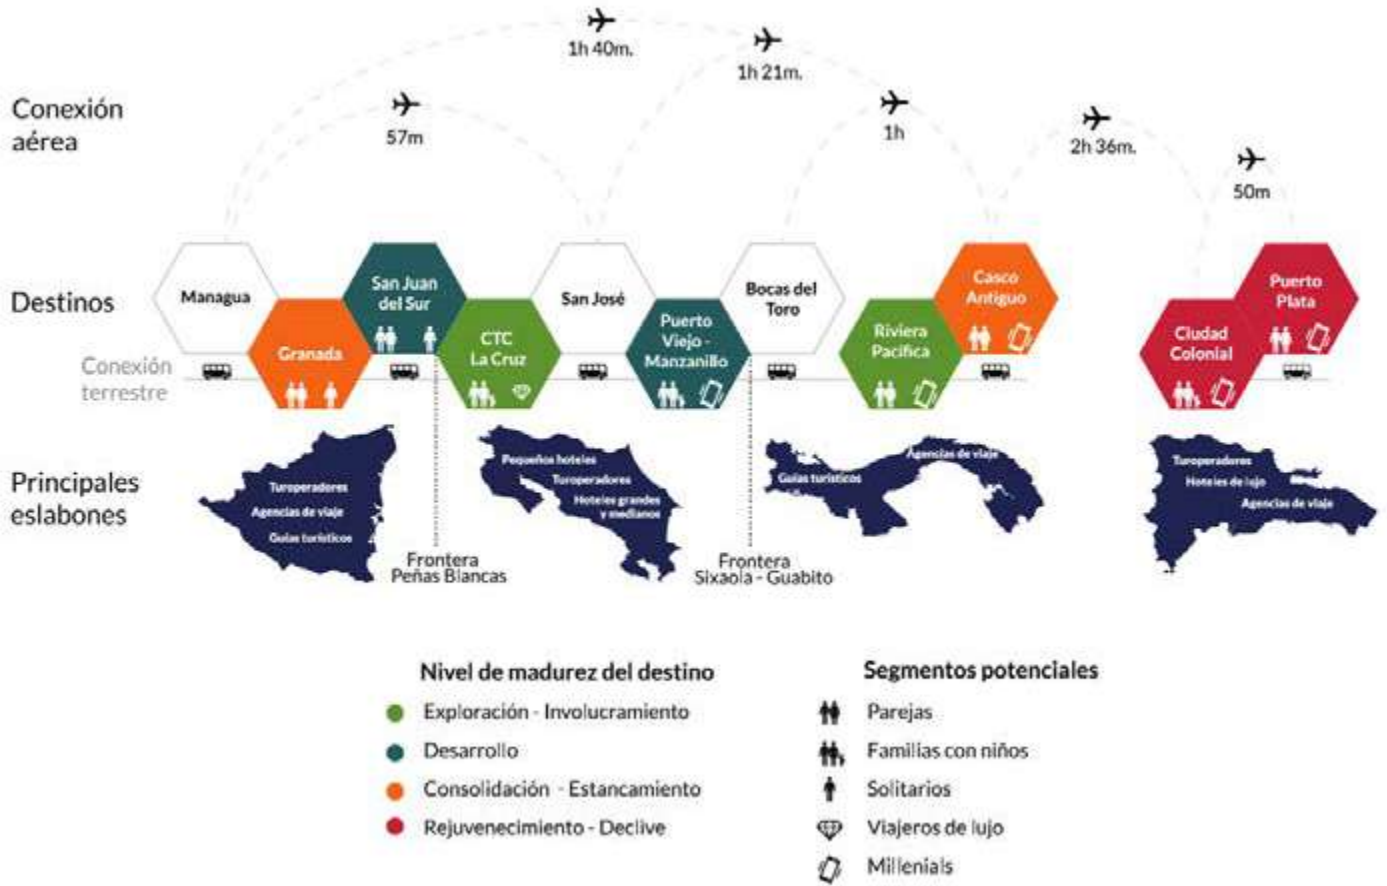 1h 40m.
1h 21m.
Conexión
aérea
57m
1h
2h 36m.
50m
Destinos
Managua
Granada
San Juan
del Sur
CTC
La Cruz
San José
Puerto
Viejo -
Manzanillo
Bocas del
Toro
Riviera
Pacífica
Casco
Antiguo
Ciudad
Colonial
Puerto
Plata
Conexión
terrestre
Principales
eslabones
Turoperadores
Agencias de viaje
Guías turísticos
Frontera
Peñas Blancas
Pequeños hoteles
Turoperadores
Hoteles grandes
y medianos
Frontera
Sixaola - Guabito
Guías turísticos
Agencias de viaje
Turoperadores
Hoteles de lujo
Agencias de viaje
Nivel de madurez del destino
Exploración - Involucramiento
Desarrollo
Consolidación - Estancamiento
Rejuvenecimiento - Declive
Segmentos potenciales
Parejas
Familias con niños
Solitarios
Viajeros de lujo
Millenials